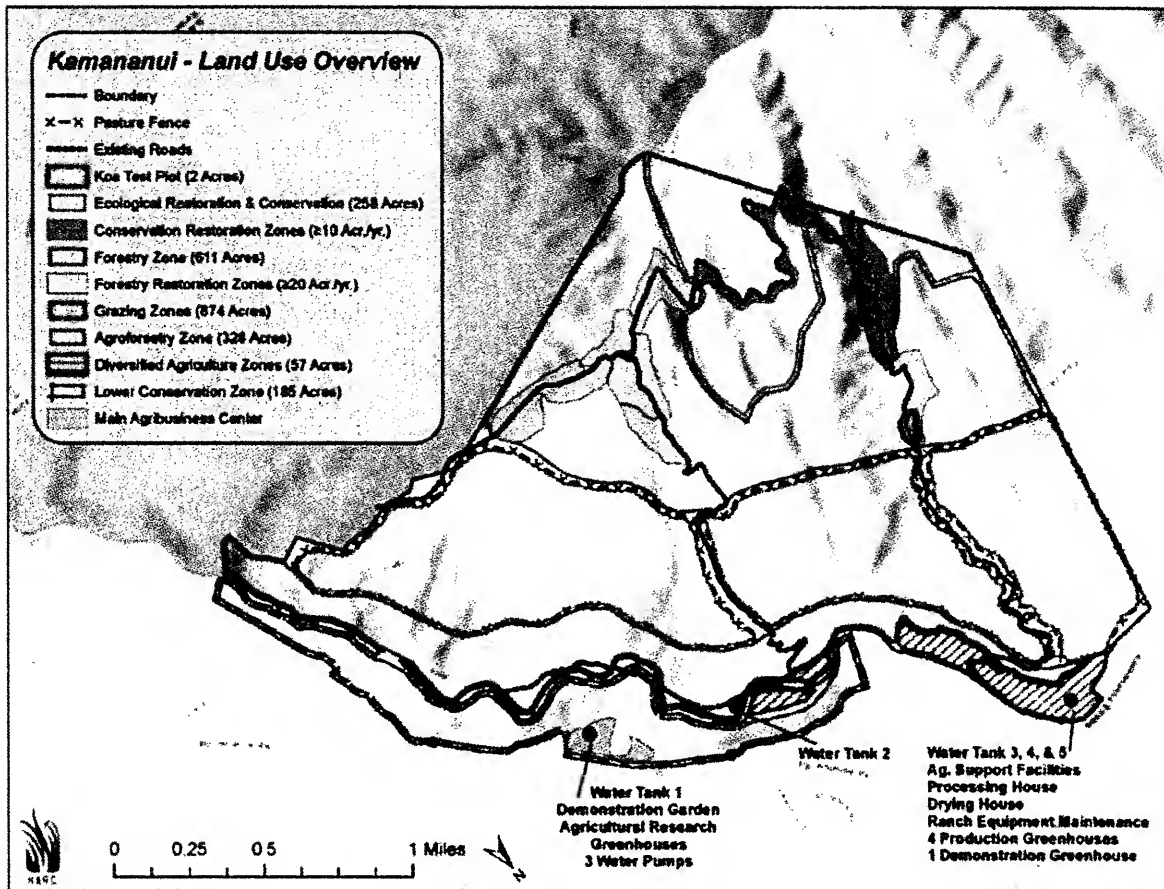 Kamananui - Land Use Overview
Boundary
x-x Pasture Fence
Existing Roads
Koa Test Plot (2 Acres)
Ecological Restoration & Conservation (258 Acres)
Conservation Restoration Zones (≥10 Acr./yr.)
Forestry Zone (611 Acres)
Forestry Restoration Zones (≥20 Acr./yr.)
Grazing Zones (874 Acres)
Agroforestry Zone (328 Acres)
Diversified Agriculture Zones (57 Acres)
Lower Conservation Zone (185 Acres)
Main Agribusiness Center
Water Tank 2
Water Tank 3, 4, & 5
Ag. Support Facilities
Processing House
Drying House
Ranch Equipment Maintenance
4 Production Greenhouses
1 Demonstration Greenhouse
Water Tank 1
Demonstration Garden
Agricultural Research
Greenhouses
3 Water Pumps
HARC
0 0.25 0.5 1 Miles
N